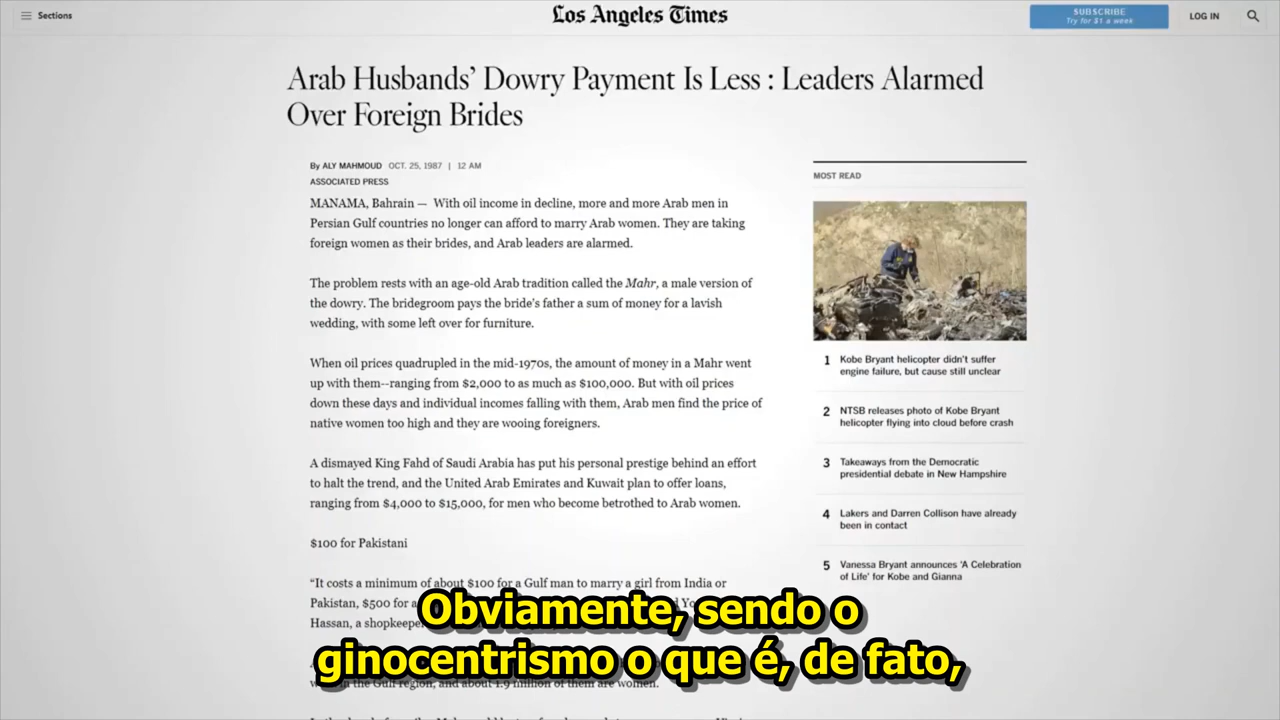 Sections
Los Angeles Times
SUBSCRIBE
Try for $1 a week
LOG IN
Arab Husbands’ Dowry Payment Is Less : Leaders Alarmed
Over Foreign Brides
By ALY MAHMOUD OCT. 25, 1987 | 12 AM
ASSOCIATED PRESS
MANAMA, Bahrain — With oil income in decline, more and more Arab men in
Persian Gulf countries no longer can afford to marry Arab women. They are taking
foreign women as their brides, and Arab leaders are alarmed.
The problem rests with an age-old Arab tradition called the Mahr, a male version of
the dowry. The bridegroom pays the bride’s father a sum of money for a lavish
wedding, with some left over for furniture.
When oil prices quadrupled in the mid-1970s, the amount of money in a Mahr went
up with them--ranging from $2,000 to as much as $100,000. But with oil prices
down these days and individual incomes falling with them, Arab men find the price of
native women too high and they are wooing foreigners.
A dismayed King Fahd of Saudi Arabia has put his personal prestige behind an effort
to halt the trend, and the United Arab Emirates and Kuwait plan to offer loans,
ranging from $4,000 to $15,000, for men who become betrothed to Arab women.
$100 for Pakistani
“It costs a minimum of about $100 for a Gulf man to marry a girl from India or
Pakistan, $500 for a
Hassan, a shopkeeper
the Gulf region, and about 1.9 million of them are women.
MOST READ
1 Kobe Bryant helicopter didn’t suffer
engine failure, but cause still unclear
2 NTSB releases photo of Kobe Bryant
helicopter flying into cloud before crash
3 Takeaways from the Democratic
presidential debate in New Hampshire
4 Lakers and Darren Collison have already
been in contact
5 Vanessa Bryant announces ‘A Celebration
of Life’ for Kobe and Gianna
Obviamente, sendo o
ginocentrismo o que é, de fato,